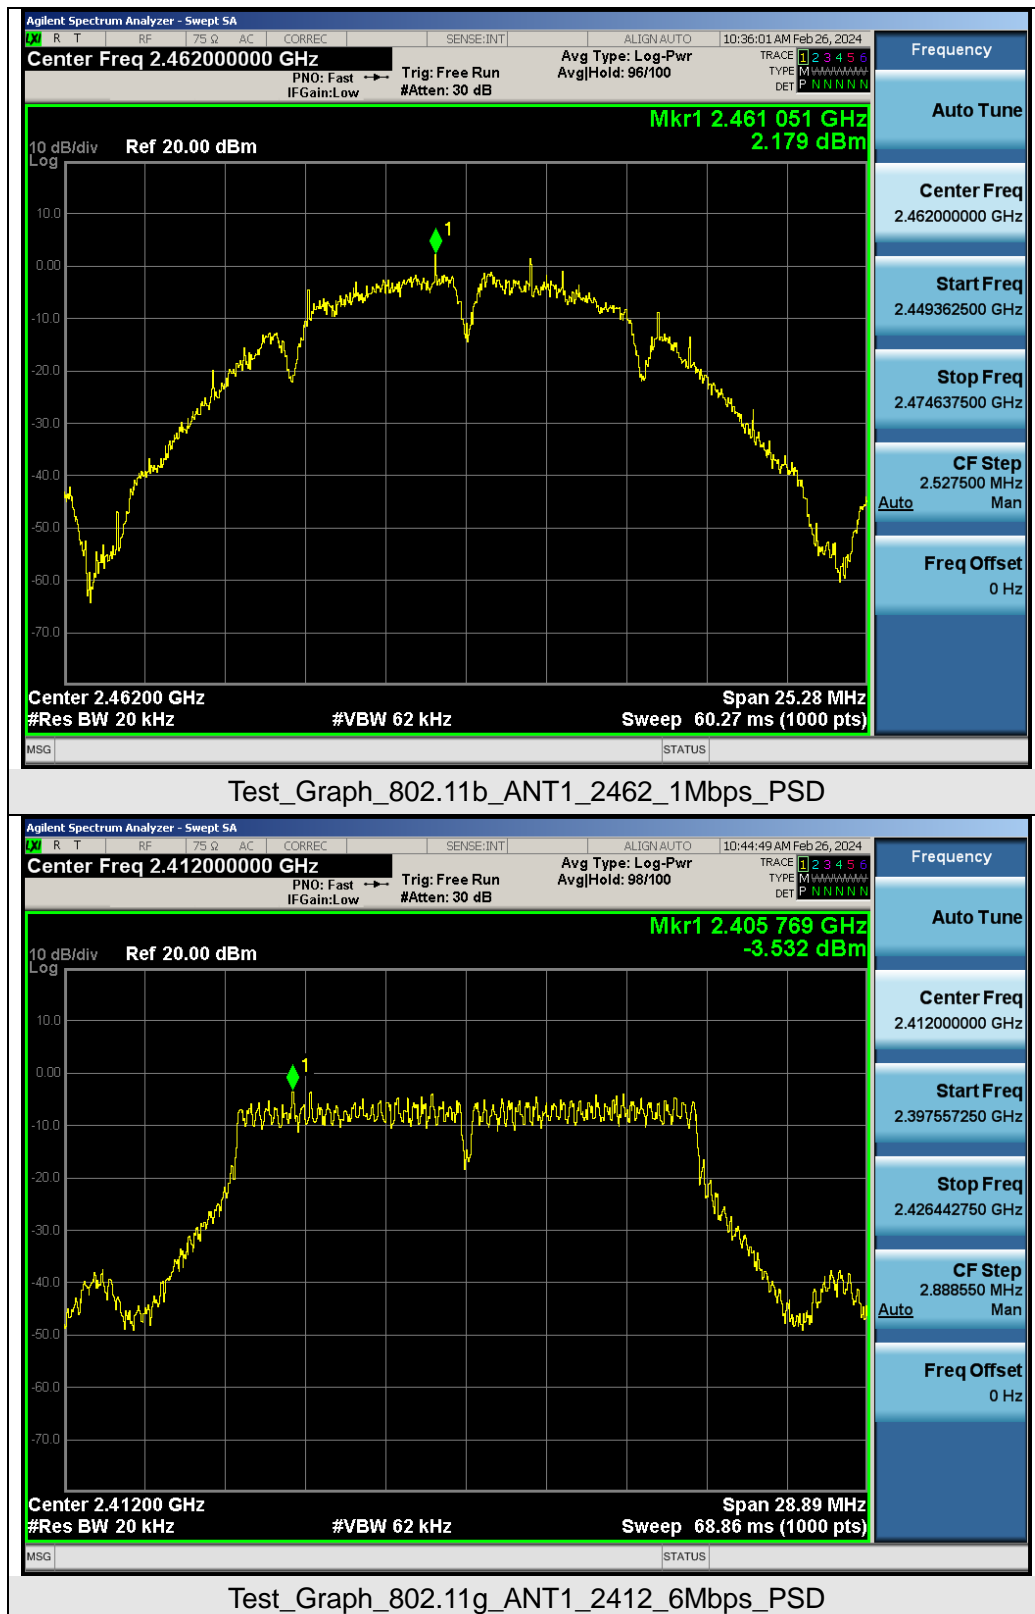 Agilent Spectrum Analyzer - Swept SA
LXI R T RF 75 Ω AC CORREC SENSE:INT ALIGN AUTO 10:36:01 AM Feb 26, 2024
Center Freq 2.462000000 GHz
PNO: Fast
IFGain:Low
Trig: Free Run
#Atten: 30 dB
Avg Type: Log-Pwr
Avg|Hold: 96/100
TRACE 1 2 3 4 5 6
TYPE M WWWWW
DET P N N N N N
Mkr1 2.461 051 GHz
2.179 dBm
10 dB/div Ref 20.00 dBm
Log
10.0
0.00
-10.0
-20.0
-30.0
-40.0
-50.0
-60.0
-70.0
1
Center 2.46200 GHz Span 25.28 MHz
#Res BW 20 kHz #VBW 62 kHz Sweep 60.27 ms (1000 pts)
MSG STATUS
Frequency
Auto Tune
Center Freq
2.462000000 GHz
Start Freq
2.449362500 GHz
Stop Freq
2.474637500 GHz
CF Step
2.527500 MHz
Auto Man
Freq Offset
0 Hz
Test_Graph_802.11b_ANT1_2462_1Mbps_PSD
Agilent Spectrum Analyzer - Swept SA
LXI R T RF 75 Ω AC CORREC SENSE:INT ALIGN AUTO 10:44:49 AM Feb 26, 2024
Center Freq 2.412000000 GHz
PNO: Fast
IFGain:Low
Trig: Free Run
#Atten: 30 dB
Avg Type: Log-Pwr
Avg|Hold: 98/100
TRACE 1 2 3 4 5 6
TYPE M WWWWW
DET P N N N N N
Mkr1 2.405 769 GHz
-3.532 dBm
10 dB/div Ref 20.00 dBm
Log
10.0
0.00
-10.0
-20.0
-30.0
-40.0
-50.0
-60.0
-70.0
1
Center 2.41200 GHz Span 28.89 MHz
#Res BW 20 kHz #VBW 62 kHz Sweep 68.86 ms (1000 pts)
MSG STATUS
Frequency
Auto Tune
Center Freq
2.412000000 GHz
Start Freq
2.397557250 GHz
Stop Freq
2.426442750 GHz
CF Step
2.888550 MHz
Auto Man
Freq Offset
0 Hz
Test_Graph_802.11g_ANT1_2412_6Mbps_PSD